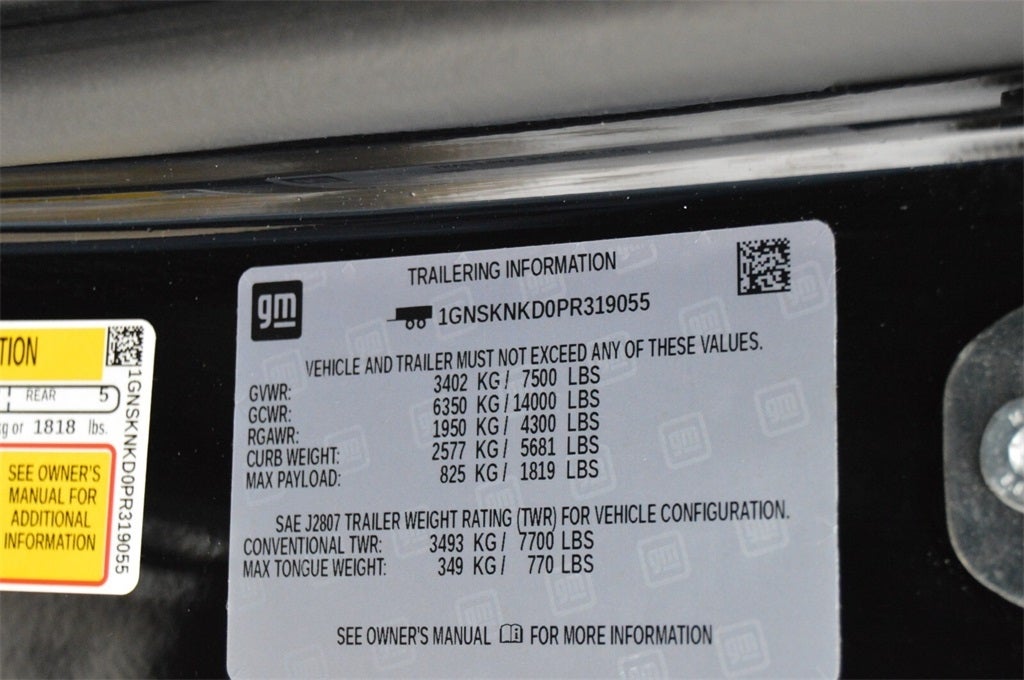 TION
REAR 5
kg or 1818 lbs.
SEE OWNER'S
MANUAL FOR
ADDITIONAL
INFORMATION
1GNSKNKD0PR319055
gm
TRAILERING INFORMATION
1GNSKNKD0PR319055
VEHICLE AND TRAILER MUST NOT EXCEED ANY OF THESE VALUES.
GVWR: 3402 KG/ 7500 LBS
GCWR: 6350 KG/14000 LBS
RGAWR: 1950 KG/ 4300 LBS
CURB WEIGHT: 2577 KG/ 5681 LBS
MAX PAYLOAD: 825 KG/ 1819 LBS
SAE J2807 TRAILER WEIGHT RATING (TWR) FOR VEHICLE CONFIGURATION.
CONVENTIONAL TWR: 3493 KG/ 7700 LBS
MAX TONGUE WEIGHT: 349 KG/ 770 LBS
SEE OWNER'S MANUAL FOR MORE INFORMATION